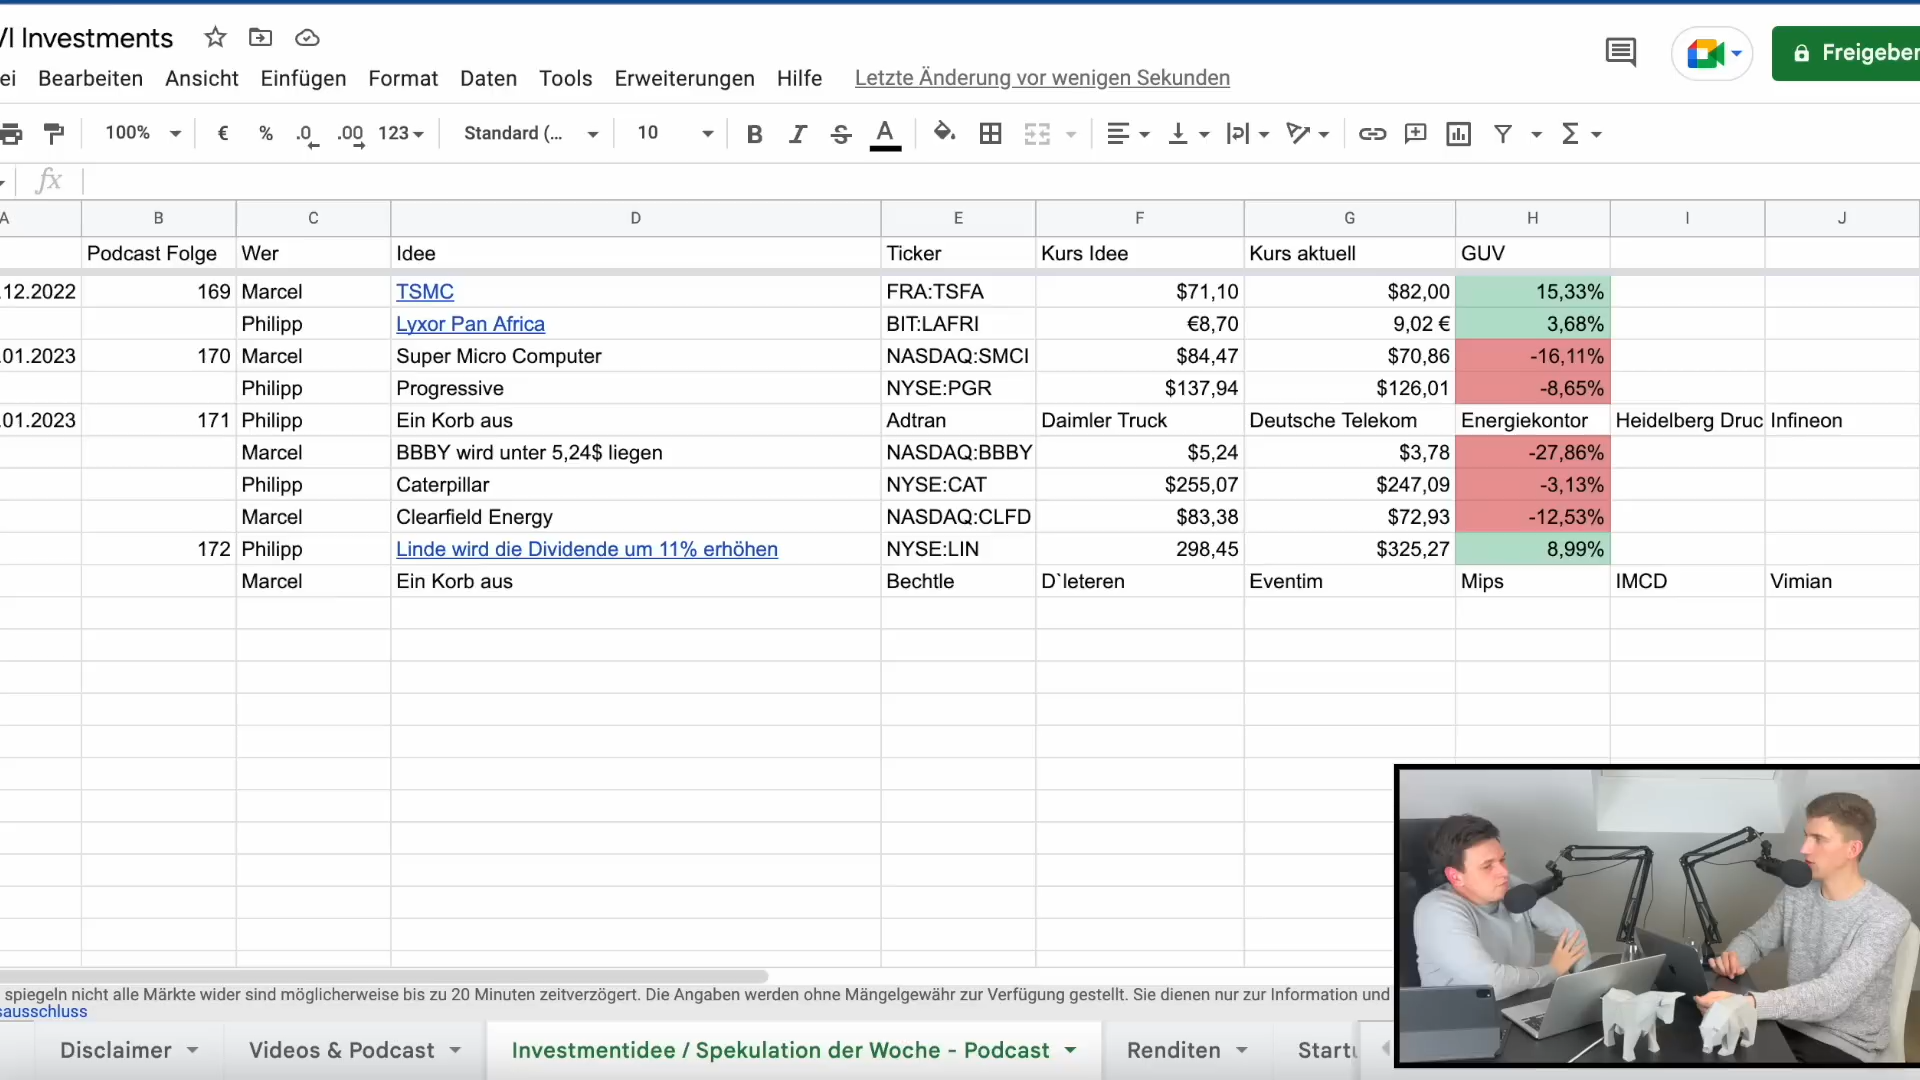 VI Investments
ei Bearbeiten Ansicht Einfügen Format Daten Tools Erweiterungen Hilfe Letzte Änderung vor wenigen Sekunden
Freigeben
100% € % .0 .00 123 Standard (... 10 B I S A
fx
A B C D E F G H I J
Podcast Folge Wer Idee Ticker Kurs Idee Kurs aktuell GUV
.12.2022 169 Marcel TSMC FRA:TSFA $71,10 $82,00 15,33%
Philipp Lyxor Pan Africa BIT:LAFRI €8,70 9,02 € 3,68%
.01.2023 170 Marcel Super Micro Computer NASDAQ:SMCI $84,47 $70,86 -16,11%
Philipp Progressive NYSE:PGR $137,94 $126,01 -8,65%
.01.2023 171 Philipp Ein Korb aus Adtran Daimler Truck Deutsche Telekom Energiekontor Heidelberg Druc Infineon
Marcel BBBY wird unter 5,24$ liegen NASDAQ:BBBY $5,24 $3,78 -27,86%
Philipp Caterpillar NYSE:CAT $255,07 $247,09 -3,13%
Marcel Clearfield Energy NASDAQ:CLFD $83,38 $72,93 -12,53%
172 Philipp Linde wird die Dividende um 11% erhöhen NYSE:LIN 298,45 $325,27 8,99%
Marcel Ein Korb aus Bechtle D`leteren Eventim Mips IMCD Vimian
spiegeln nicht alle Märkte wider sind möglicherweise bis zu 20 Minuten zeitverzögert. Die Angaben werden ohne Mängelgewähr zur Verfügung gestellt. Sie dienen nur zur Information und
sausschluss
Disclaimer Videos & Podcast Investmentidee / Spekulation der Woche - Podcast Renditen Startu